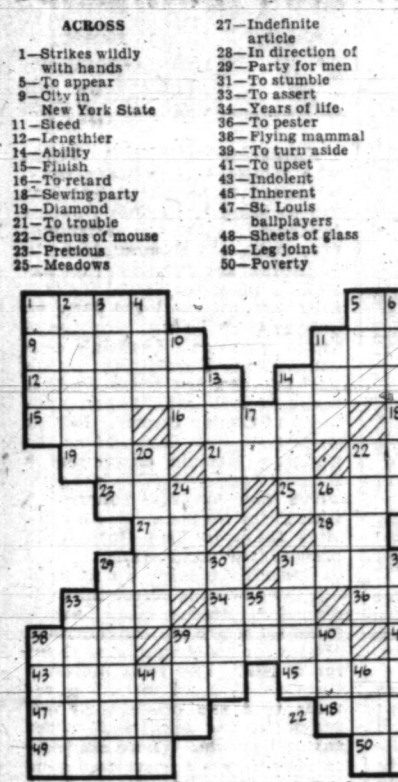 ACROSS
1—Strikes wildly
with hands
5—To appear
9—City in
New York State
11—Steed
12—Lengthier
14—Ability
15—Finish
16—To retard
18—Sewing party
19—Diamond
21—To trouble
22—Genus of mouse
23—Precious
25—Meadows
27—Indefinite
article
28—In direction of
29—Party for men
31—To stumble
33—To assert
34—Years of life
36—To pester
38—Flying mammal
39—To turn aside
41—To upset
43—Indolent
45—Inherent
47—St. Louis
ballplayers
48—Sheets of glass
49—Leg joint
50—Poverty
1 2 3 4 5 6
9 10 11
12 13 14
15 16 17 18
19 20 21 22
23 24 25 26
27 28
29 30 31
33 34 35 36
38 39 40
43 44 45 46
47 22 48
49 50